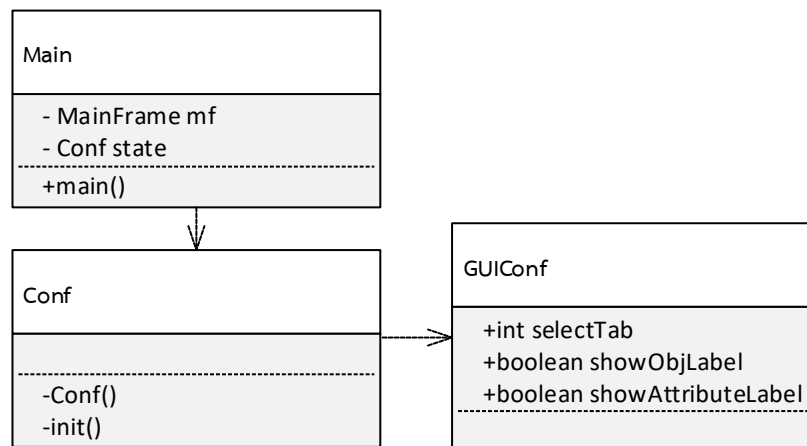 Main
- MainFrame mf
- Conf state
+main()
Conf
-Conf()
-init()
GUIConf
+int selectTab
+boolean showObjLabel
+boolean showAttributeLabel